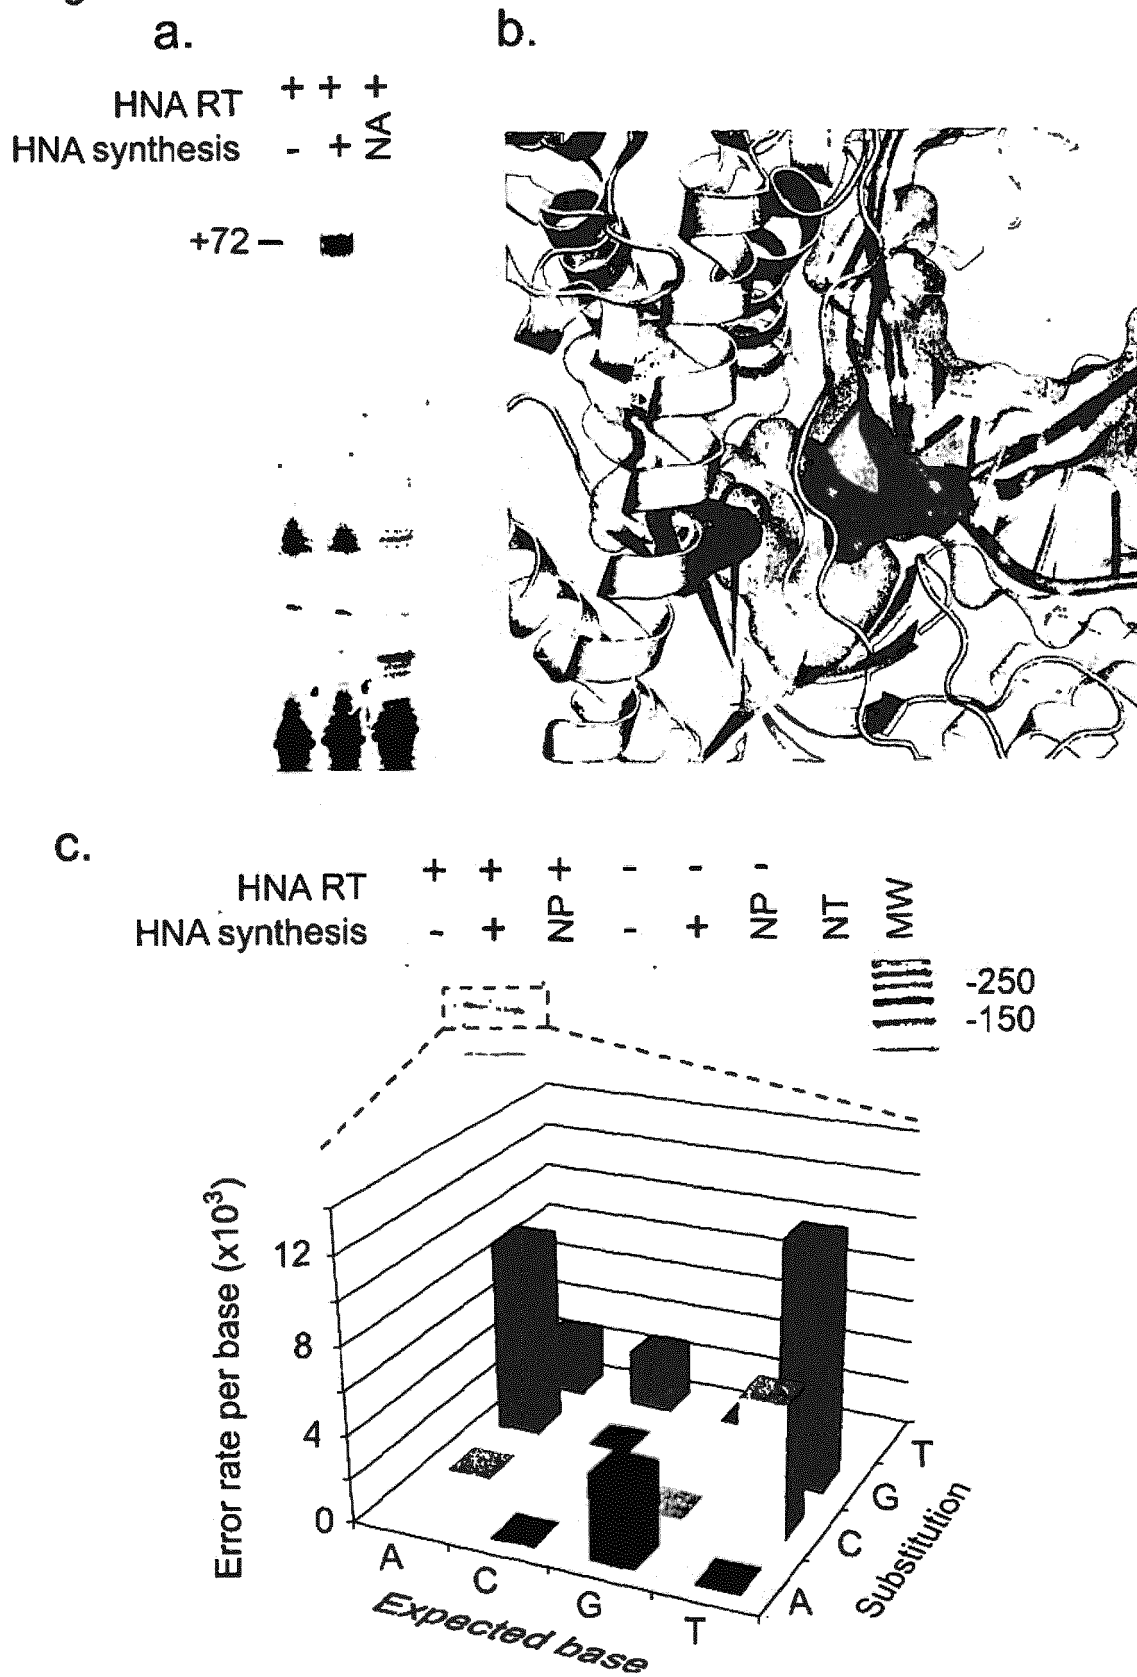 a.
b.
HNA RT + + +
HNA synthesis - + NA
+72
c.
HNA RT + + + - - -
HNA synthesis - + NP - + NP NT MW
-250
-150
Error rate per base (x10³)
12
8
4
0
A C G T
Expected base
A C G T
Substitution